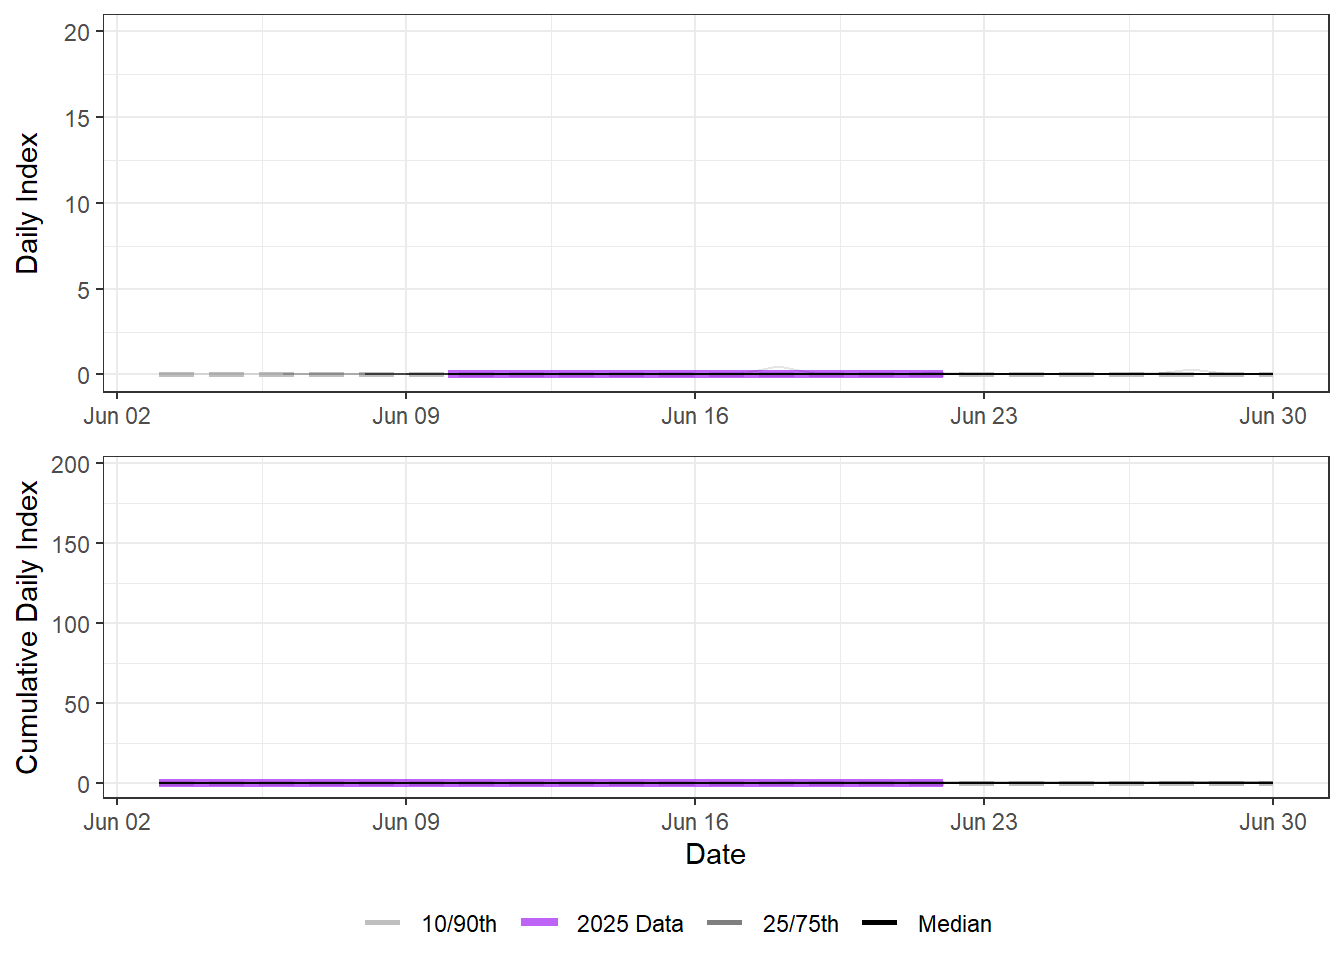 Daily Index
20
15
10
5
0
Jun 02 Jun 09 Jun 16 Jun 23 Jun 30
Cumulative Daily Index
200
150
100
50
0
Jun 02 Jun 09 Jun 16 Jun 23 Jun 30
Date
10/90th 2025 Data 25/75th Median